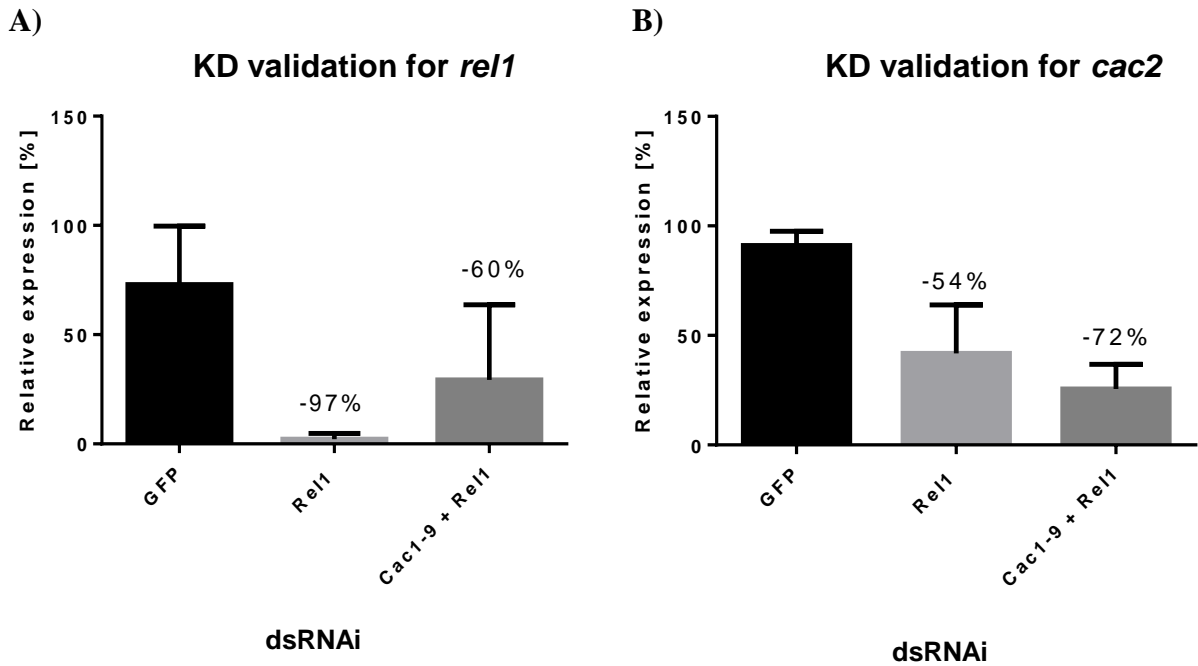 A)
KD validation for rel1
Relative expression [%]
150
100
50
0
-97%
-60%
GFP
Rel1
Cac1-9 + Rel1
dsRNAi
B)
KD validation for cac2
Relative expression [%]
150
100
50
0
-54%
-72%
GFP
Rel1
Cac1-9 + Rel1
dsRNAi